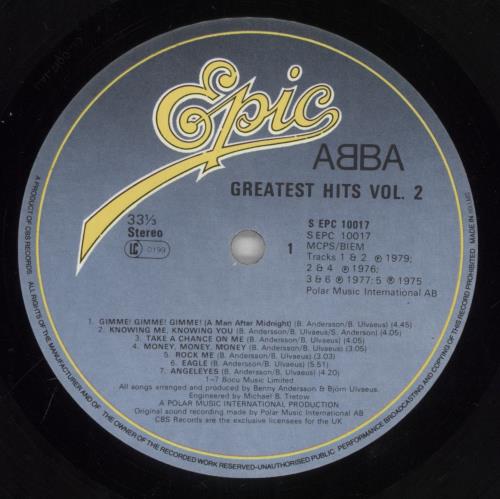 Epic
ABBA
GREATEST HITS VOL. 2
33⅓
Stereo
LC 0199
1
S EPC 10017
S EPC 10017
MCPS/BIEM
Tracks 1 & 2 ℗ 1979;
2 & 4 ℗ 1976;
3 & 6 ℗ 1977; 5 ℗ 1975
Polar Music International AB
1. GIMME! GIMME! GIMME! (A Man After Midnight) (B. Andersson/B. Ulvaeus) (4.45)
2. KNOWING ME, KNOWING YOU (B. Andersson/B. Ulvaeus/S. Anderson) (4.05)
3. TAKE A CHANCE ON ME (B. Andersson/B. Ulvaeus) (4.05)
4. MONEY, MONEY, MONEY (B. Andersson/B. Ulvaeus) (3.05)
5. ROCK ME (B. Andersson/B. Ulvaeus) (3.03)
6. EAGLE (B. Andersson/B. Ulvaeus) (5.51)
7. ANGELEYES (B. Andersson/B. Ulvaeus) (4.20)
1–7 Bocu Music Limited
All songs arranged and produced by Benny Andersson & Björn Ulvaeus.
Engineered by Michael B. Tretow
A POLAR MUSIC INTERNATIONAL PRODUCTION
Original sound recording made by Polar Music International AB
CBS Records are the exclusive licensees for the UK
A PRODUCT OF CBS RECORDS. ALL RIGHTS OF THE MANUFACTURER AND OF THE OWNER OF THE RECORDED WORK RESERVED-UNAUTHORISED PUBLIC PERFORMANCE BROADCASTING AND COPYING OF THIS RECORD PROHIBITED MADE IN